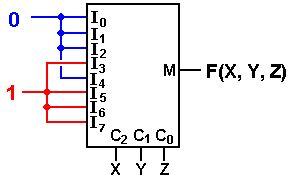 0
I₀
I₁
I₂
I₃
I₄
1
I₅
I₆
I₇
M
F(X, Y, Z)
C₂ C₁ C₀
X Y Z